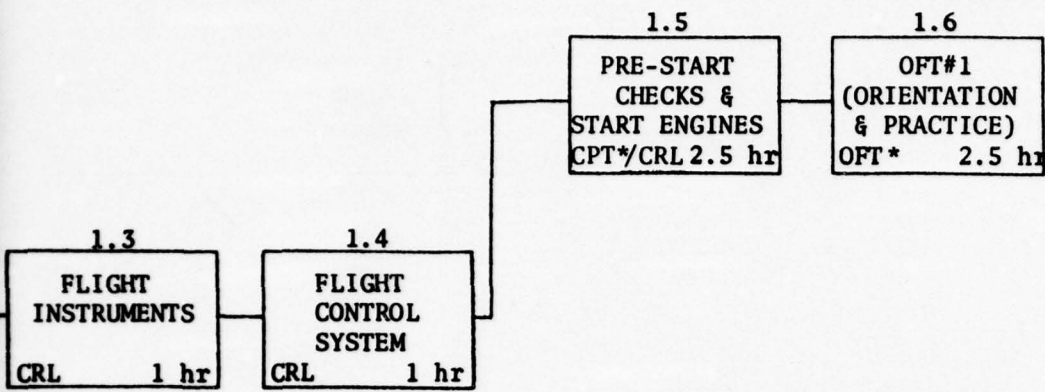 1.5
PRE-START
CHECKS &
START ENGINES
CPT*/CRL 2.5 hr
1.6
OFT#1
(ORIENTATION
& PRACTICE)
OFT* 2.5 hr
1.3
FLIGHT
INSTRUMENTS
CRL 1 hr
1.4
FLIGHT
CONTROL
SYSTEM
CRL 1 hr